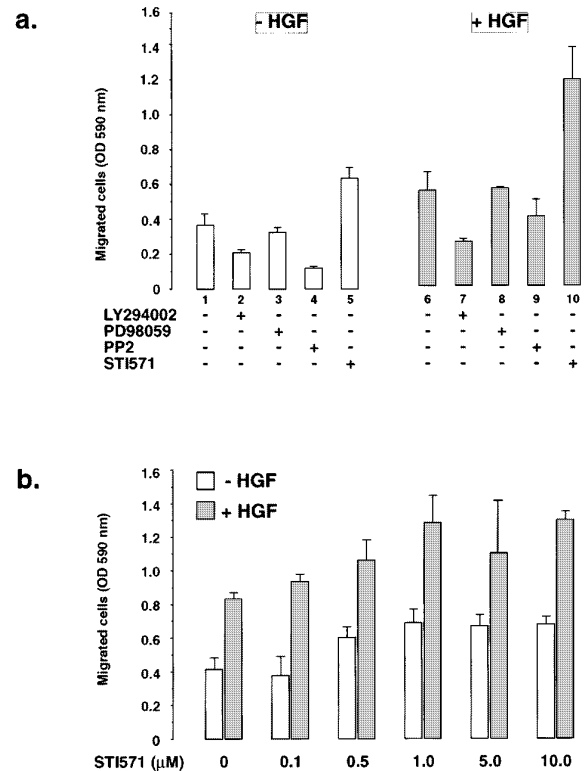 a.
- HGF
+ HGF
Migrated cells (OD 590 nm)
1.6
1.4
1.2
1.0
0.8
0.6
0.4
0.2
0
1 2 3 4 5 6 7 8 9 10
LY294002 - + - - - - + - - -
PD98059 - - + - - - - + - -
PP2 - - - + - - - - + -
STI571 - - - - + - - - - +
b.
- HGF
+ HGF
Migrated cells (OD 590 nm)
1.6
1.4
1.2
1.0
0.8
0.6
0.4
0.2
0
STI571 (μM) 0 0.1 0.5 1.0 5.0 10.0